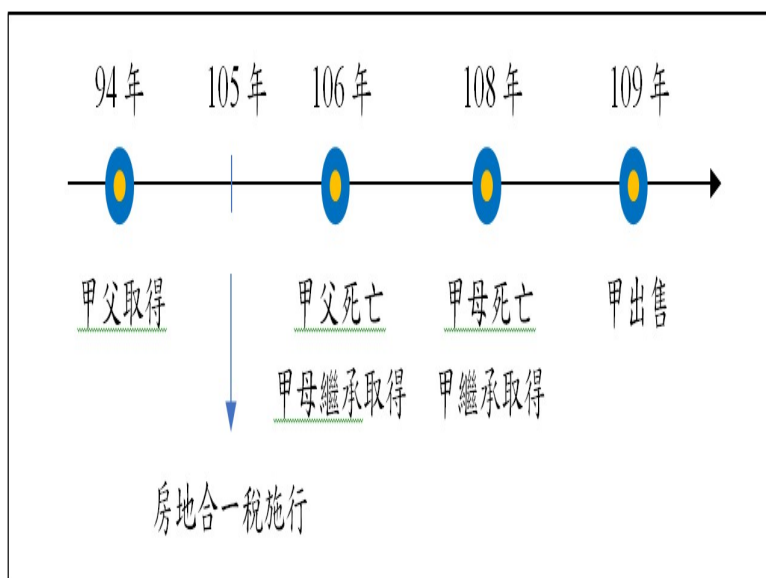 94年 105年 106年 108年 109年
甲父取得 甲父死亡 甲母死亡 甲出售
甲母繼承取得 甲繼承取得
房地合一稅施行